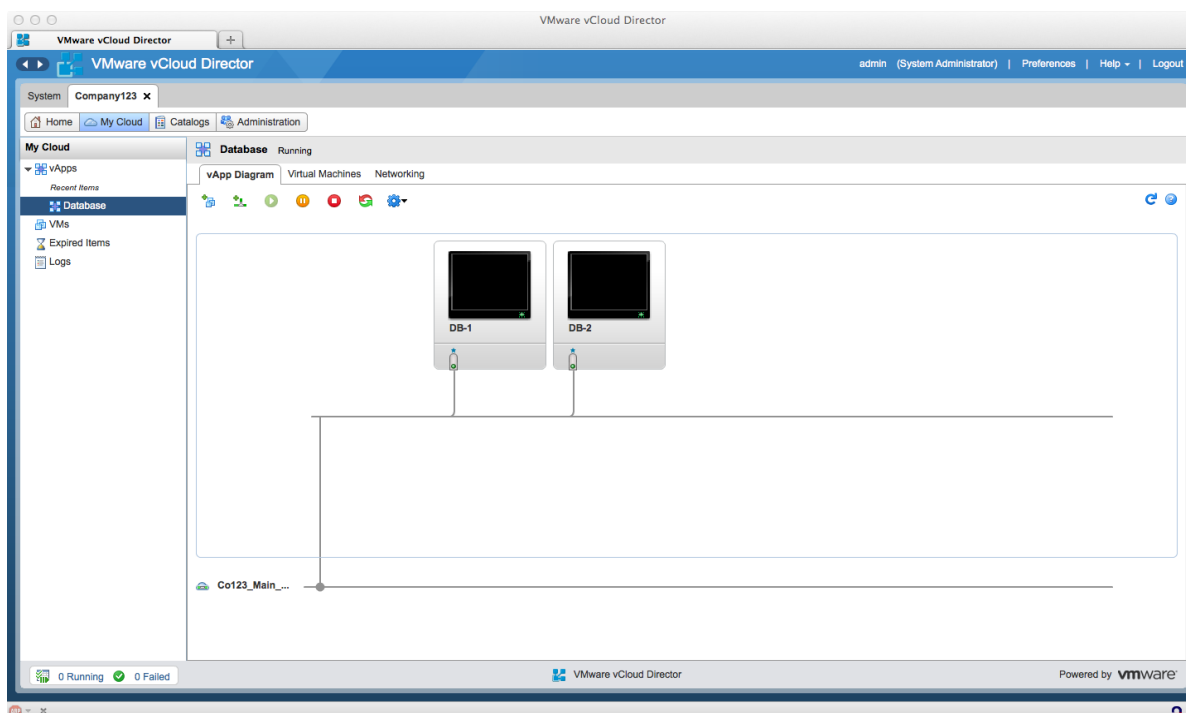 VMware vCloud Director
VMware vCloud Director
VMware vCloud Director
admin (System Administrator) | Preferences | Help | Logout
System Company123
Home My Cloud Catalogs Administration
My Cloud
Database Running
vApps
vApp Diagram Virtual Machines Networking
Recent Items
Database
VMs
Expired Items
Logs
DB-1 DB-2
Co123_Main_...
0 Running 0 Failed VMware vCloud Director Powered by vmware